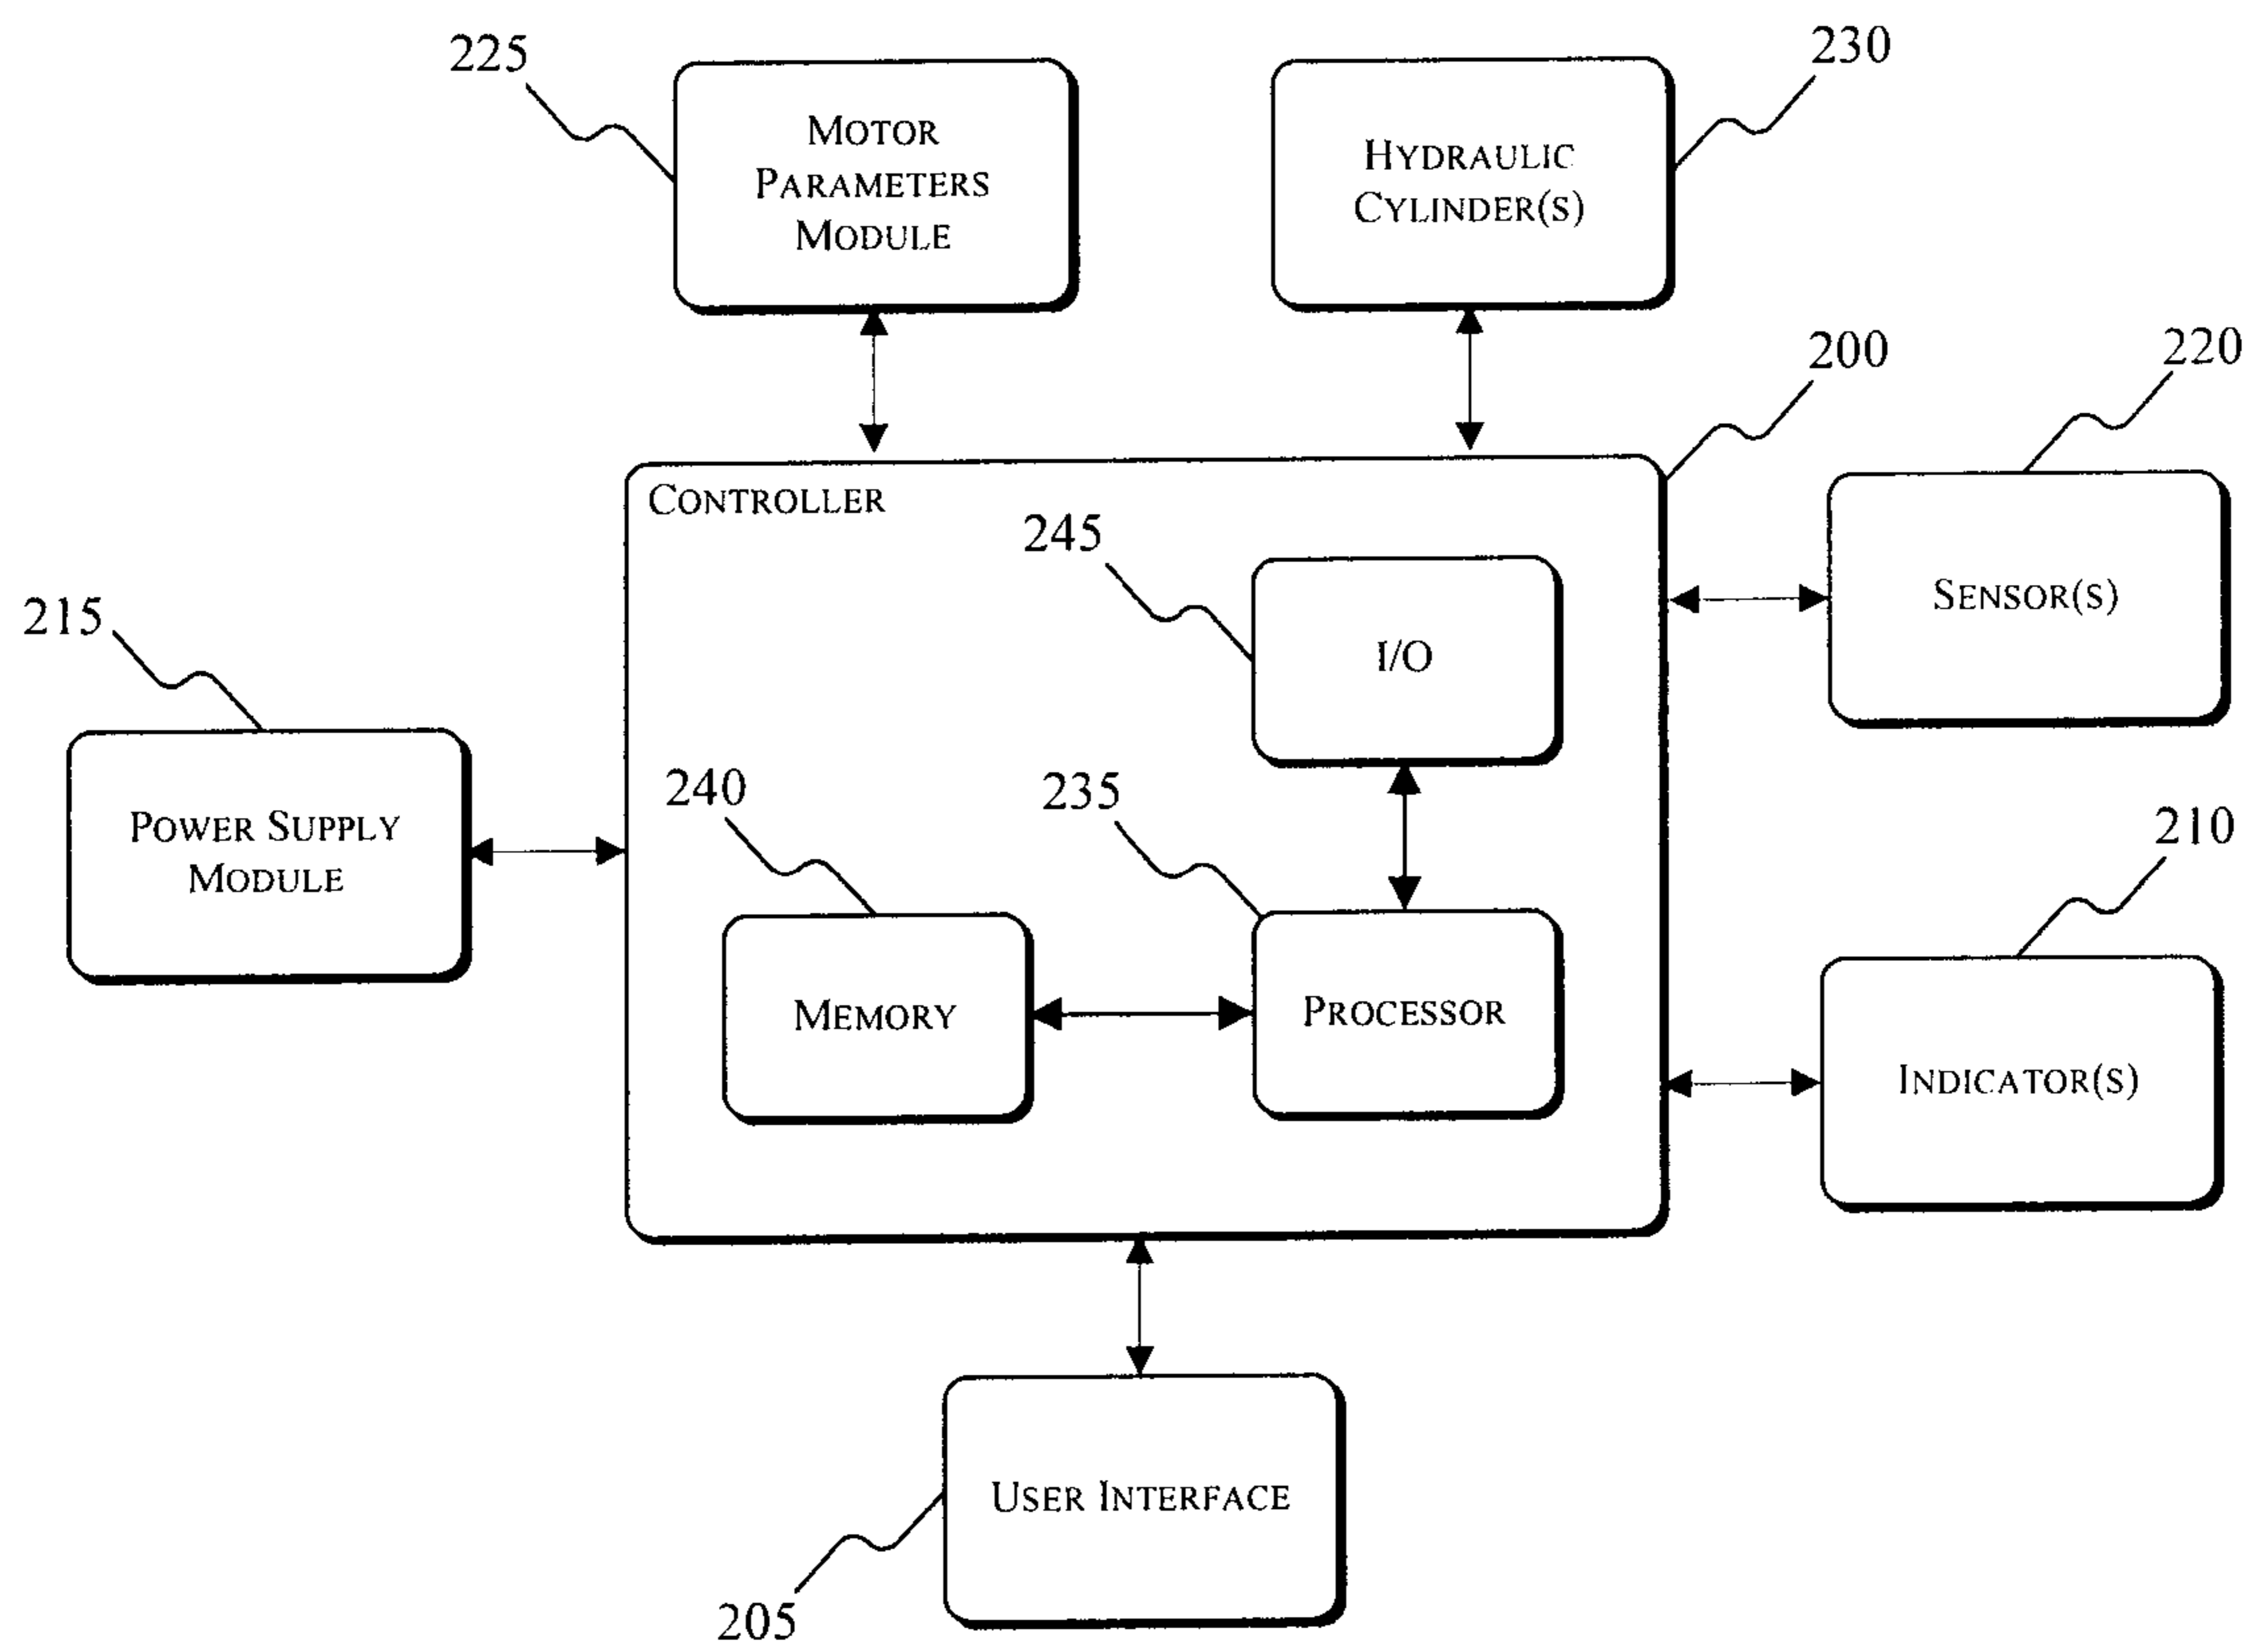 225
MOTOR
PARAMETERS
MODULE
230
HYDRAULIC
CYLINDER(S)
200
220
CONTROLLER
245
I/O
SENSOR(S)
215
POWER SUPPLY
MODULE
240
235
MEMORY
PROCESSOR
210
INDICATOR(S)
USER INTERFACE
205